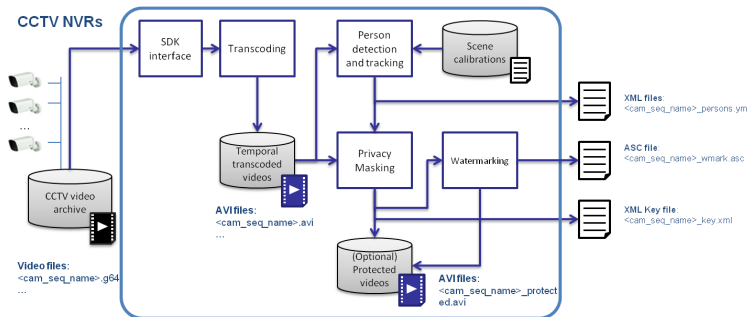 CCTV NVRs
SDK
interface
Transcoding
Person
detection
and tracking
Scene
calibrations
XML files:
<cam_seq_name>_persons.ym
...
Temporal
transcoded
videos
Privacy
Masking
Watermarking
ASC file:
<cam_seq_name>_wmark.asc
CCTV video
archive
AVI files:
<cam_seq_name>.avi
...
XML Key file:
<cam_seq_name>_key.xml
(Optional)
Protected
videos
Video files:
<cam_seq_name>.g64
...
AVI files:
<cam_seq_name>_protect
ed.avi